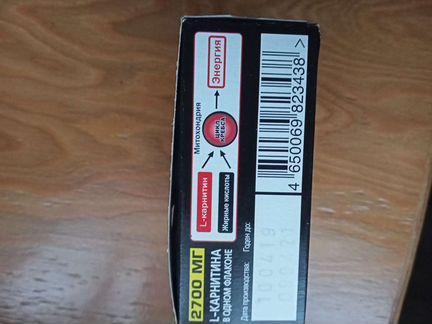 2700 МГ
L-КАРНИТИНА
В ОДНОМ ФЛАКОНЕ
L-карнитин
Жирные кислоты
Митохондрия
ЦИКЛ
КРЕБСА
Энергия
4 650069 823438 >
Дата производства:
Годен до:
100419